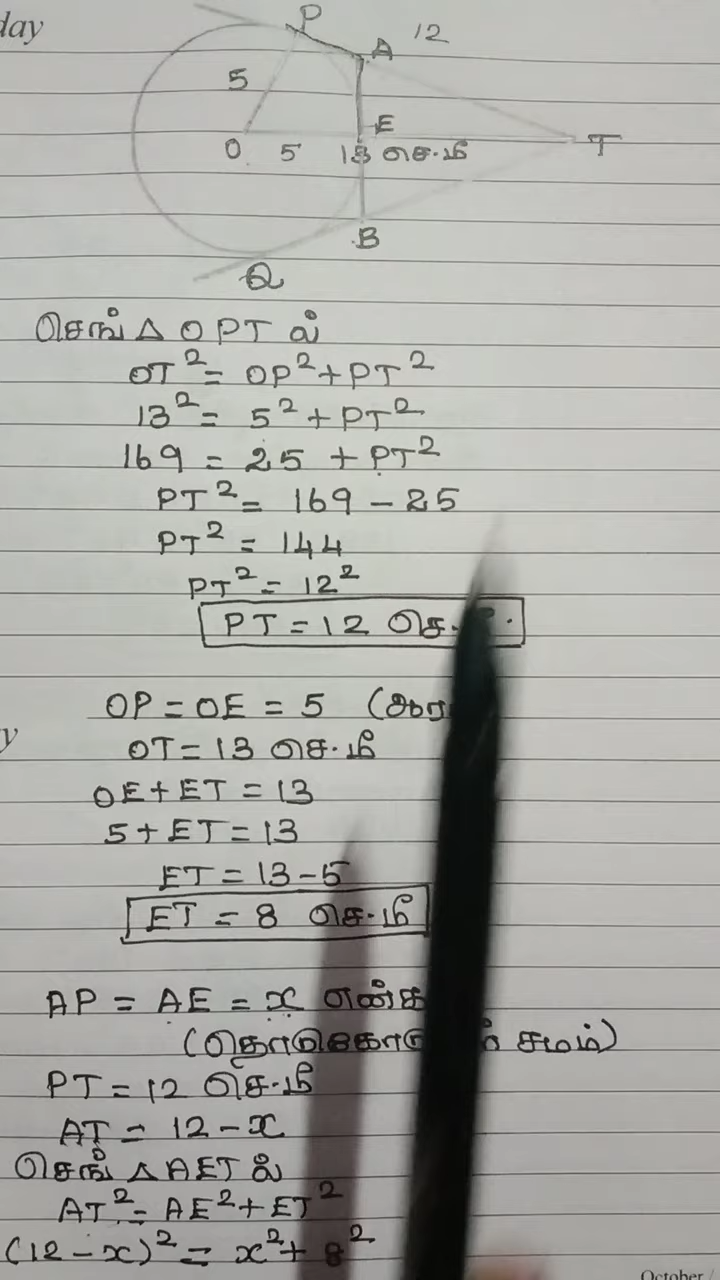 day
P
A 12
5
E
O 5 13 செ.மீ T
B
Q
செங் Δ OPT ல்
OT² = OP² + PT²
13² = 5² + PT²
169 = 25 + PT²
PT² = 169 - 25
PT² = 144
PT² = 12²
PT = 12
OP = OE = 5
y
OT = 13 செ.மீ
OE + ET = 13
5 + ET = 13
ET = 13 - 5
ET = 8 செ.மீ
AP = AE = x
சமம்)
PT = 12 செ.மீ
AT = 12 - x
செங் Δ AET ல்
AT² = AE² + ET²
(12 - x)² = x² + 8²
October